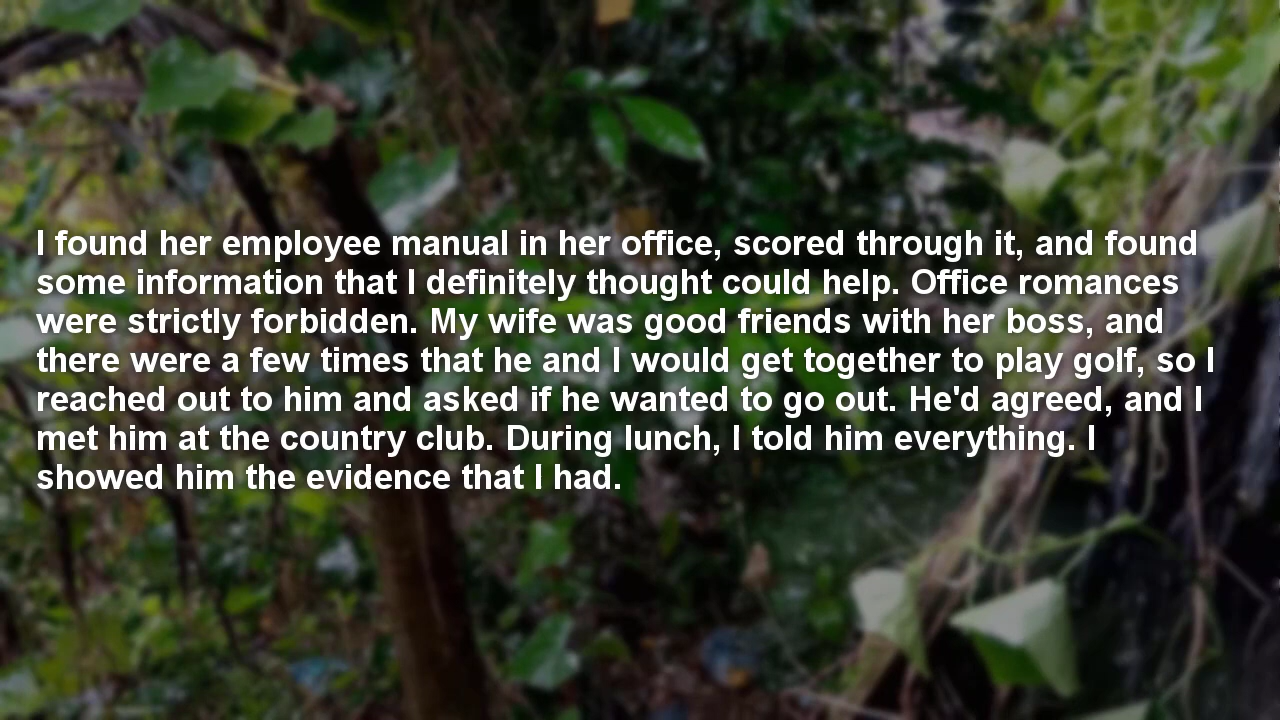 I found her employee manual in her office, scored through it, and found
some information that I definitely thought could help. Office romances
were strictly forbidden. My wife was good friends with her boss, and
there were a few times that he and I would get together to play golf, so I
reached out to him and asked if he wanted to go out. He'd agreed, and I
met him at the country club. During lunch, I told him everything. I
showed him the evidence that I had.